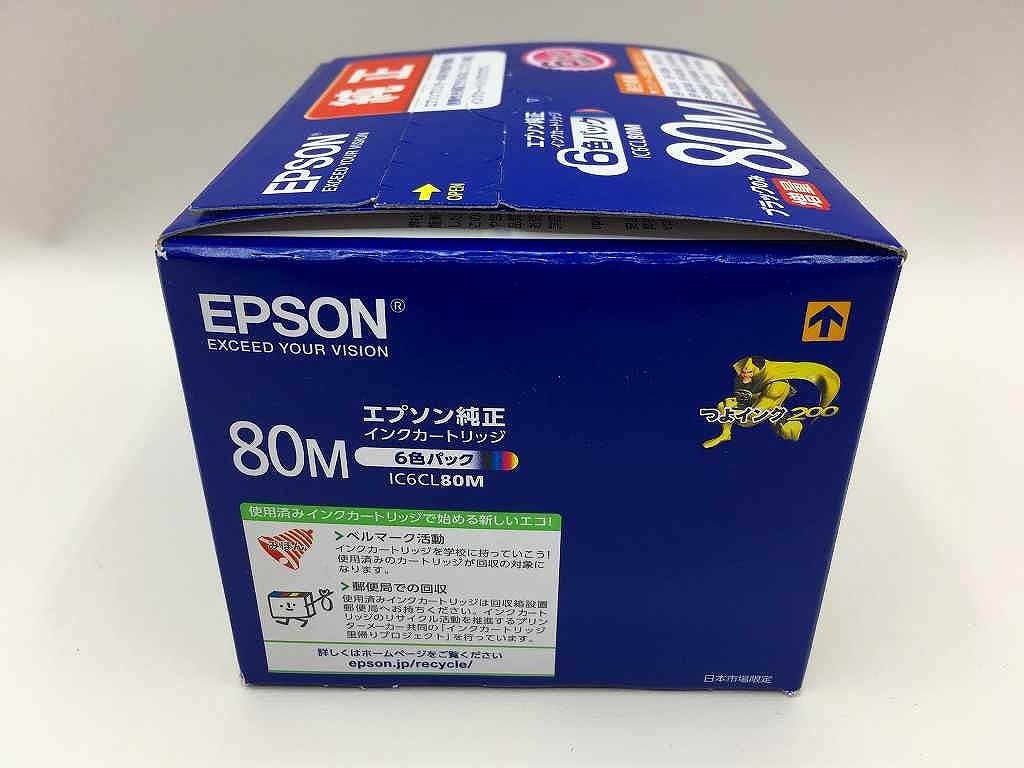 純正
EPSON
EXCEED YOUR VISION
OPEN
エプソン純正
インクカートリッジ
6色パック
IC6CL80M
80M
ブラックのみ
増量
EPSON®
EXCEED YOUR VISION
80M
エプソン純正
インクカートリッジ
6色パック
IC6CL80M
つよインク200
使用済みインクカートリッジで始める新しいエコ!
みほん
ベルマーク活動
インクカートリッジを学校に持っていこう!
使用済みのカートリッジが回収の対象に
なります。
郵便局での回収
使用済みインクカートリッジは回収箱設置
郵便局へお持ちください。インクカート
リッジのリサイクル活動を推進するプリン
ターメーカー共同の「インクカートリッジ
里帰りプロジェクト」を行っています。
詳しくはホームページをご覧ください
epson.jp/recycle/
日本市場限定